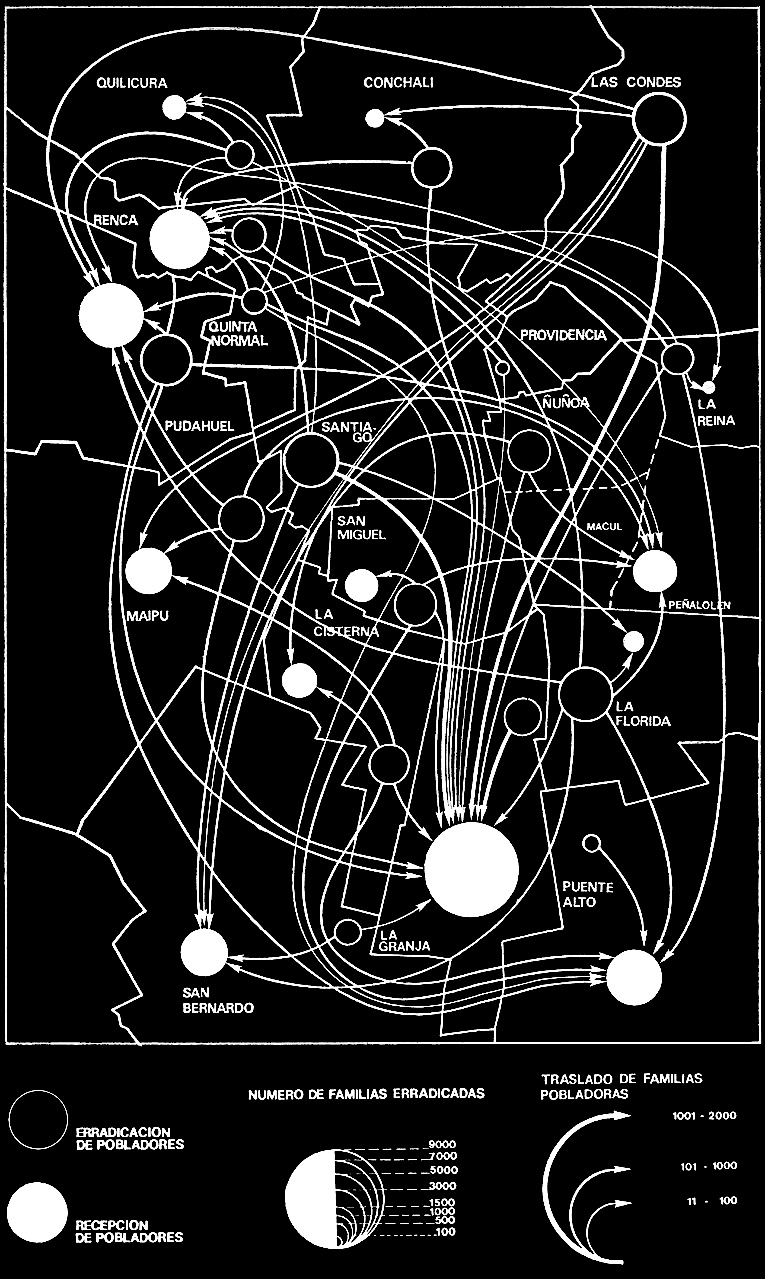 QUILICURA
CONCHALI
LAS CONDES
RENCA
QUINTA
NORMAL
PROVIDENCIA
ÑUÑOA
LA
REINA
PUDAHUEL
SANTIA-
GO
SAN
MIGUEL
MACUL
PEÑALOLEN
MAIPU
LA
CISTERNA
LA
FLORIDA
PUENTE
ALTO
LA
GRANJA
SAN
BERNARDO
ERRADICACION
DE POBLADORES
RECEPCION
DE POBLADORES
NUMERO DE FAMILIAS ERRADICADAS
9000
7000
5000
3000
1500
1000
500
100
TRASLADO DE FAMILIAS
POBLADORAS
1001 - 2000
101 - 1000
11 - 100